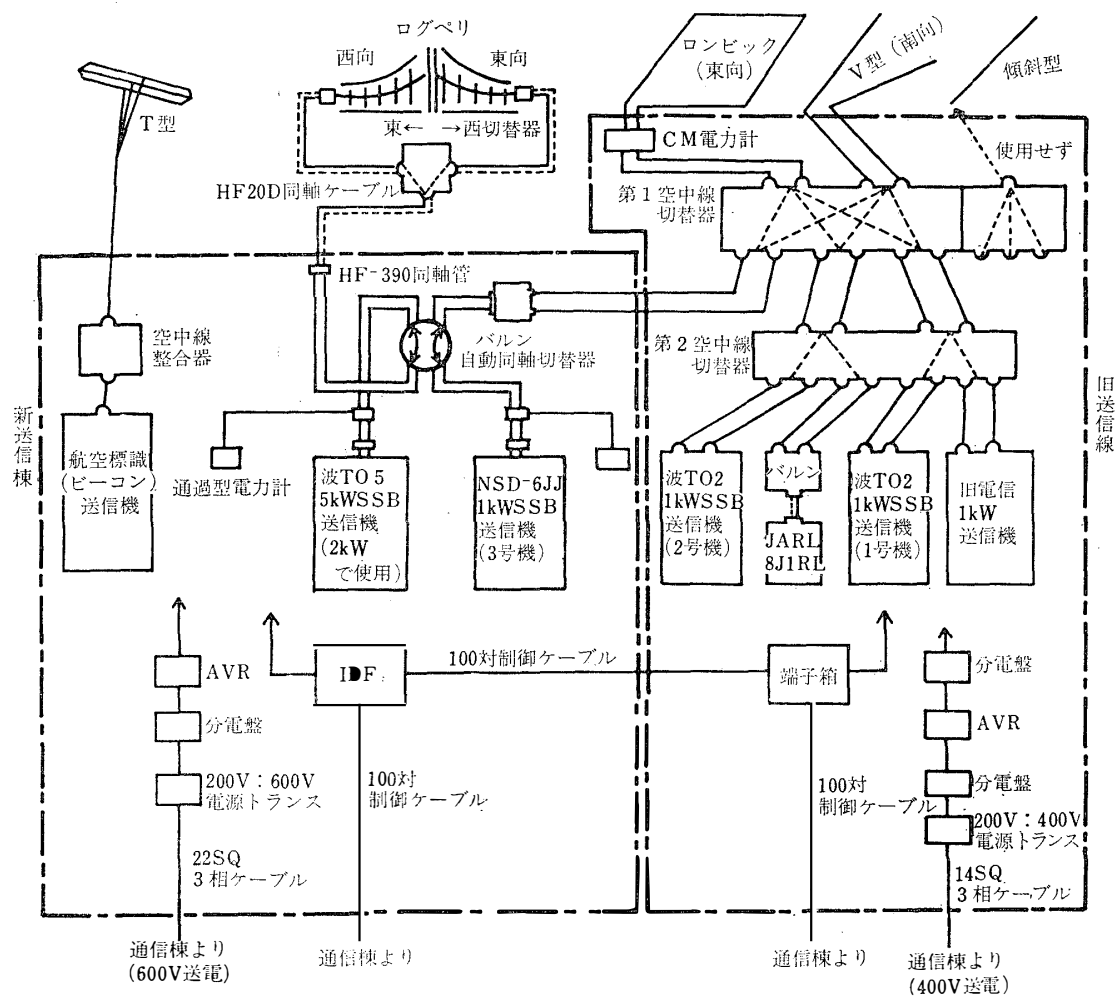 ログペリ
西向
東向
東← →西切替器
T型
HF20D同軸ケーブル
ロンビック
(東向)
V型(南向)
傾斜型
CM電力計
使用せず
第1空中線
切替器
HF-390同軸管
空中線
整合器
バルン
自動同軸切替器
第2空中線
切替器
新送信棟
旧送信線
航空標識
(ビーコン)
送信機
通過型電力計
波TO5
5kWSSB
送信機
(2kW
で使用)
NSD-6JJ
1kWSSB
送信機
(3号機)
波TO2
1kWSSB
送信機
(2号機)
バルン
JARL
8J1RL
波TO2
1kWSSB
送信機
(1号機)
旧電信
1kW
送信機
AVR
分電盤
200V:600V
電源トランス
22SQ
3相ケーブル
IDF
100対制御ケーブル
端子箱
100対
制御ケーブル
100対
制御ケーブル
分電盤
AVR
分電盤
200V:400V
電源トランス
14SQ
3相ケーブル
通信棟より
(600V送電)
通信棟より
通信棟より
通信棟より
(400V送電)